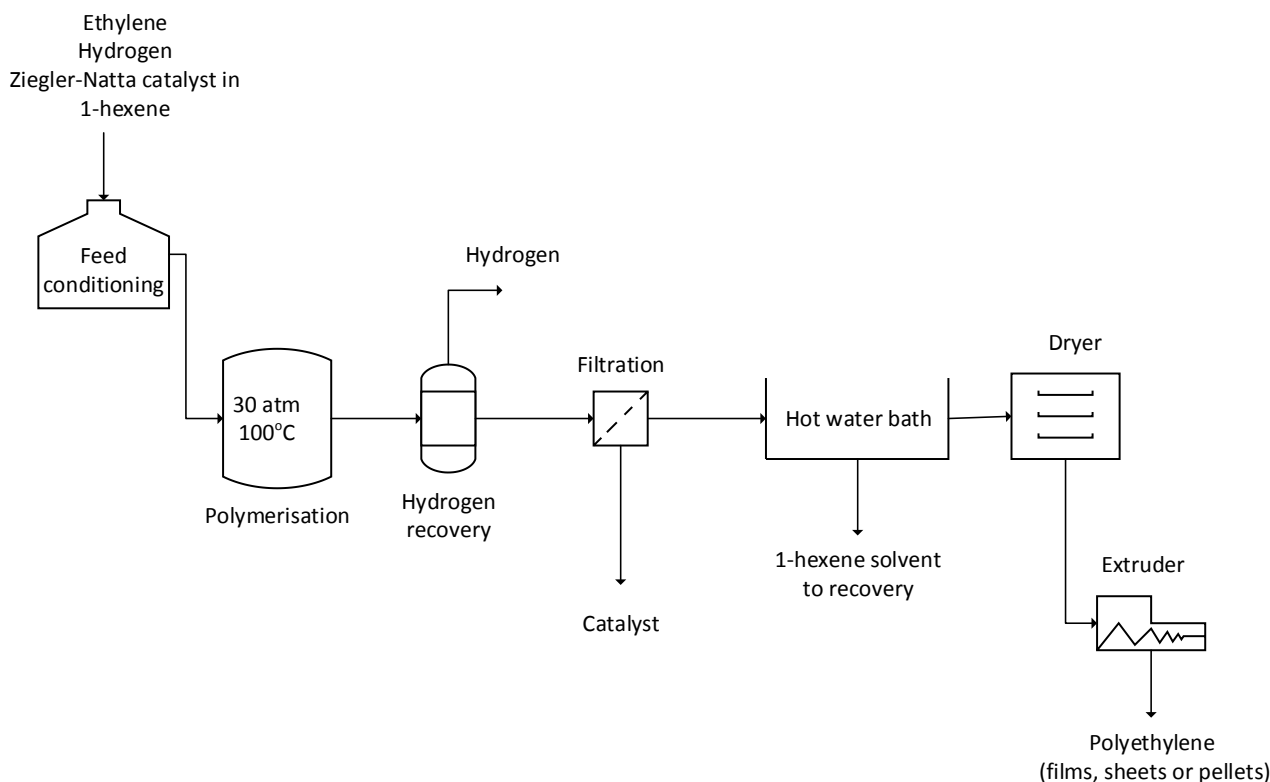 Ethylene
Hydrogen
Ziegler-Natta catalyst in
1-hexene
Feed
conditioning
30 atm
100°C
Polymerisation
Hydrogen
Hydrogen
recovery
Filtration
Catalyst
Hot water bath
1-hexene solvent
to recovery
Dryer
Extruder
Polyethylene
(films, sheets or pellets)